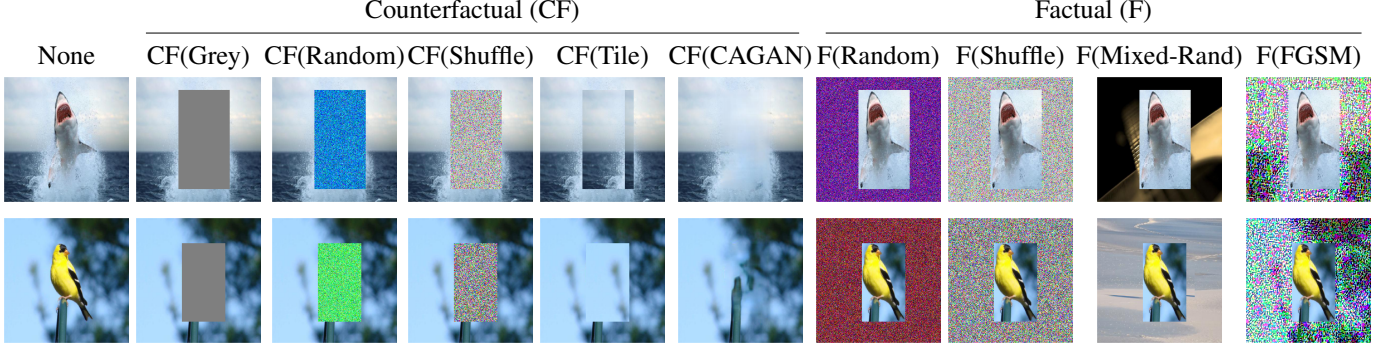 Counterfactual (CF) Factual (F)
None CF(Grey) CF(Random) CF(Shuffle) CF(Tile) CF(CAGAN) F(Random) F(Shuffle) F(Mixed-Rand) F(FGSM)